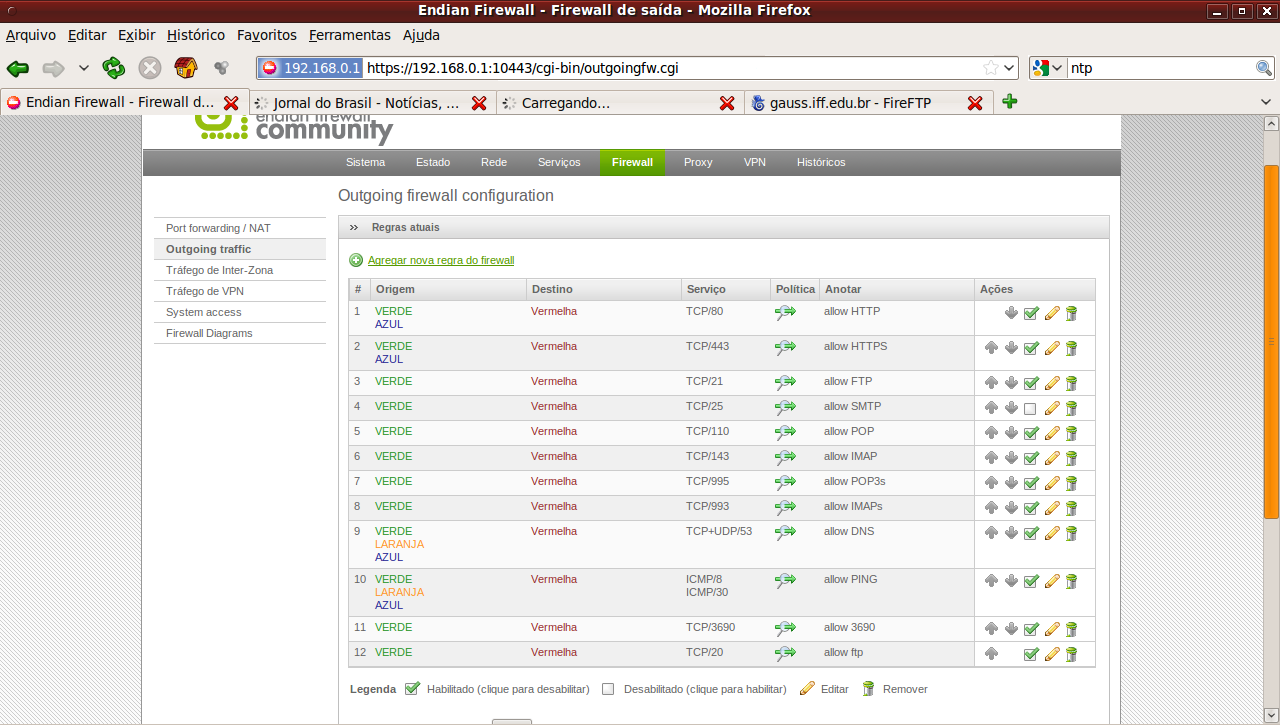 Endian Firewall - Firewall de saída - Mozilla Firefox
Arquivo Editar Exibir Histórico Favoritos Ferramentas Ajuda
192.168.0.1 https://192.168.0.1:10443/cgi-bin/outgoingfw.cgi ntp
Endian Firewall - Firewall d... Jornal do Brasil - Notícias, ... Carregando... gauss.iff.edu.br - FireFTP
endian firewall
community
Sistema Estado Rede Serviços Firewall Proxy VPN Históricos
Outgoing firewall configuration
Port forwarding / NAT
Outgoing traffic
Tráfego de Inter-Zona
Tráfego de VPN
System access
Firewall Diagrams
Regras atuais
Agregar nova regra do firewall
# Origem Destino Serviço Política Anotar Ações
1 VERDE Vermelha TCP/80 allow HTTP
AZUL
2 VERDE Vermelha TCP/443 allow HTTPS
AZUL
3 VERDE Vermelha TCP/21 allow FTP
4 VERDE Vermelha TCP/25 allow SMTP
5 VERDE Vermelha TCP/110 allow POP
6 VERDE Vermelha TCP/143 allow IMAP
7 VERDE Vermelha TCP/995 allow POP3s
8 VERDE Vermelha TCP/993 allow IMAPs
9 VERDE Vermelha TCP+UDP/53 allow DNS
LARANJA
AZUL
10 VERDE Vermelha ICMP/8 allow PING
LARANJA ICMP/30
AZUL
11 VERDE Vermelha TCP/3690 allow 3690
12 VERDE Vermelha TCP/20 allow ftp
Legenda Habilitado (clique para desabilitar) Desabilitado (clique para habilitar) Editar Remover